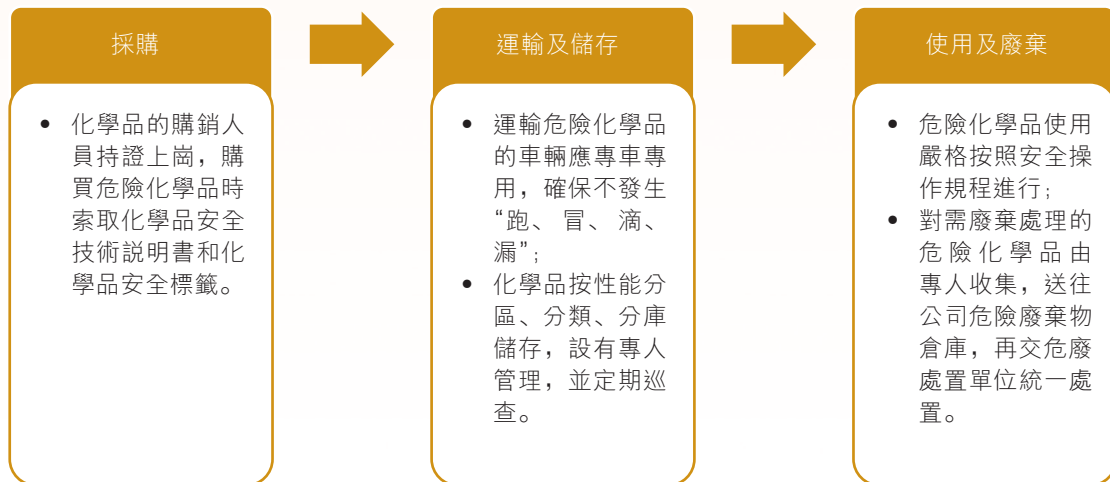 採購
化學品的購銷人
員持證上崗，購
買危險化學品時
索取化學品安全
技術説明書和化
學品安全標籤。
運輸及儲存
運輸危險化學品
的車輛應專車專
用，確保不發生
“跑、冒、滴、
漏”；
化學品按性能分
區、分類、分庫
儲存，設有專人
管理，並定期巡
查。
使用及廢棄
危險化學品使用
嚴格按照安全操
作規程進行；
對需廢棄處理的
危險化學品由
專人收集，送往
公司危險廢棄物
倉庫，再交危廢
處置單位統一處
置。